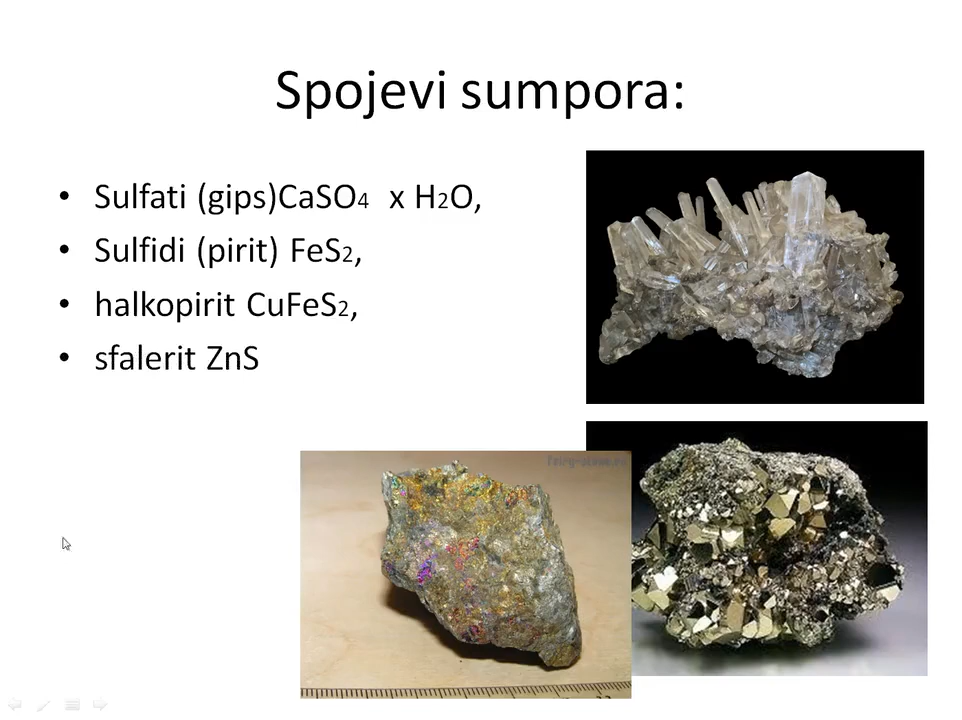 Spojevi sumpora:
• Sulfati (gips)CaSO4 x H2O,
• Sulfidi (pirit) FeS2,
• halkopirit CuFeS2,
• sfalerit ZnS